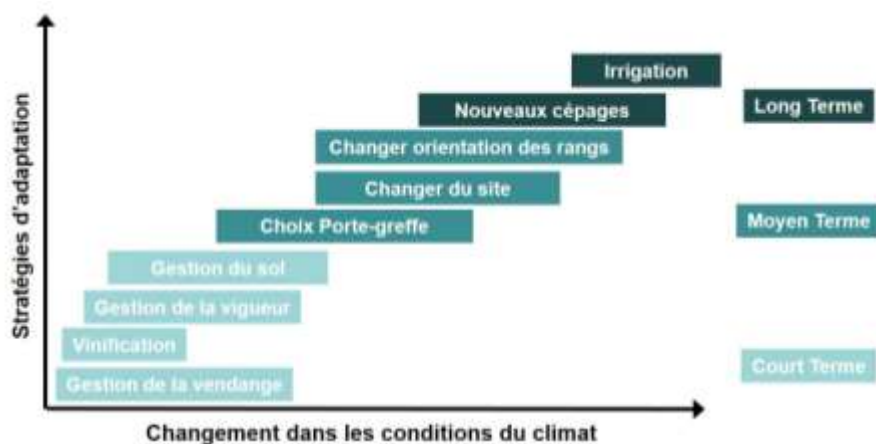 Stratégies d'adaptation
Irrigation
Nouveaux cépages
Long Terme
Changer orientation des rangs
Changer du site
Choix Porte-greffe
Moyen Terme
Gestion du sol
Gestion de la vigueur
Vinification
Court Terme
Gestion de la vendange
Changement dans les conditions du climat